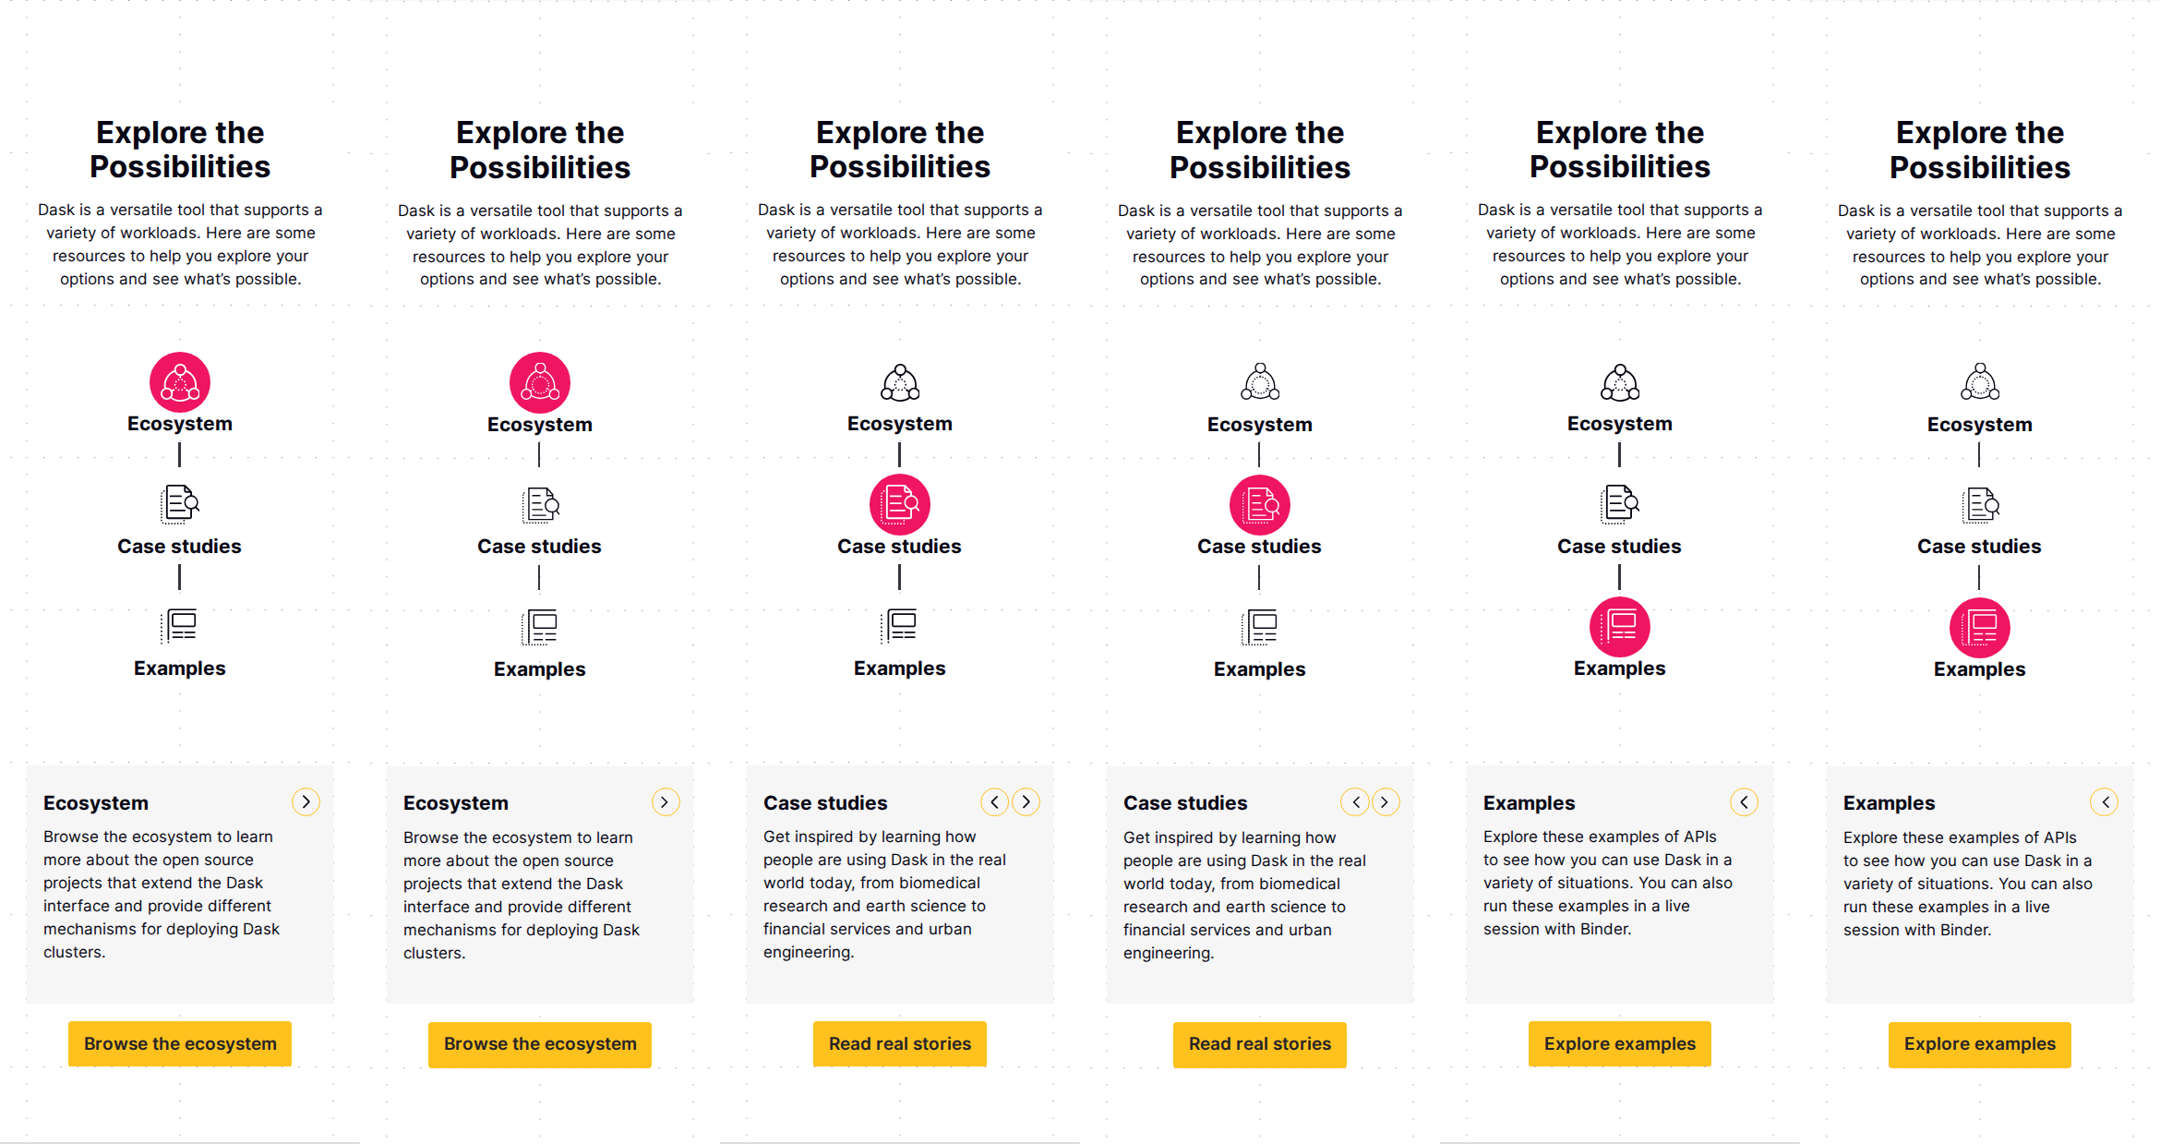 Explore the
Possibilities
Dask is a versatile tool that supports a
variety of workloads. Here are some
resources to help you explore your
options and see what's possible.
Ecosystem
Case studies
Examples
Ecosystem
Browse the ecosystem to learn
more about the open source
projects that extend the Dask
interface and provide different
mechanisms for deploying Dask
clusters.
Browse the ecosystem
Explore the
Possibilities
Dask is a versatile tool that supports a
variety of workloads. Here are some
resources to help you explore your
options and see what's possible.
Ecosystem
Case studies
Examples
Ecosystem
Browse the ecosystem to learn
more about the open source
projects that extend the Dask
interface and provide different
mechanisms for deploying Dask
clusters.
Browse the ecosystem
Explore the
Possibilities
Dask is a versatile tool that supports a
variety of workloads. Here are some
resources to help you explore your
options and see what's possible.
Ecosystem
Case studies
Examples
Case studies
Get inspired by learning how
people are using Dask in the real
world today, from biomedical
research and earth science to
financial services and urban
engineering.
Read real stories
Explore the
Possibilities
Dask is a versatile tool that supports a
variety of workloads. Here are some
resources to help you explore your
options and see what's possible.
Ecosystem
Case studies
Examples
Case studies
Get inspired by learning how
people are using Dask in the real
world today, from biomedical
research and earth science to
financial services and urban
engineering.
Read real stories
Explore the
Possibilities
Dask is a versatile tool that supports a
variety of workloads. Here are some
resources to help you explore your
options and see what's possible.
Ecosystem
Case studies
Examples
Examples
Explore these examples of APIs
to see how you can use Dask in a
variety of situations. You can also
run these examples in a live
session with Binder.
Explore examples
Explore the
Possibilities
Dask is a versatile tool that supports a
variety of workloads. Here are some
resources to help you explore your
options and see what's possible.
Ecosystem
Case studies
Examples
Examples
Explore these examples of APIs
to see how you can use Dask in a
variety of situations. You can also
run these examples in a live
session with Binder.
Explore examples